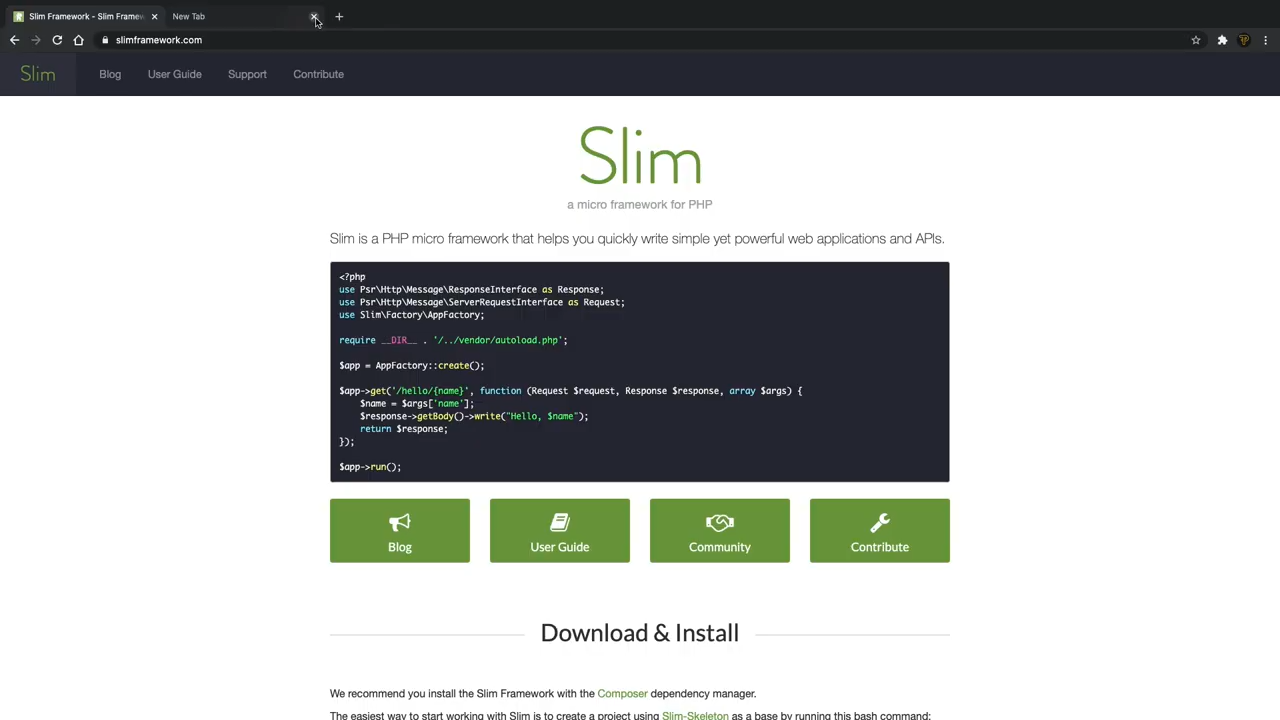 Slim Framework - Slim Framew
New Tab
slimframework.com
Slim
Blog
User Guide
Support
Contribute
Slim
a micro framework for PHP
Slim is a PHP micro framework that helps you quickly write simple yet powerful web applications and APIs.
<?php
use Psr\Http\Message\ResponseInterface as Response;
use Psr\Http\Message\ServerRequestInterface as Request;
use Slim\Factory\AppFactory;
require __DIR__ . '/../vendor/autoload.php';
$app = AppFactory::create();
$app->get('/hello/{name}', function (Request $request, Response $response, array $args) {
    $name = $args['name'];
    $response->getBody()->write("Hello, $name");
    return $response;
});
$app->run();
Blog
User Guide
Community
Contribute
Download & Install
We recommend you install the Slim Framework with the Composer dependency manager.
The easiest way to start working with Slim is to create a project using Slim-Skeleton as a base by running this bash command: